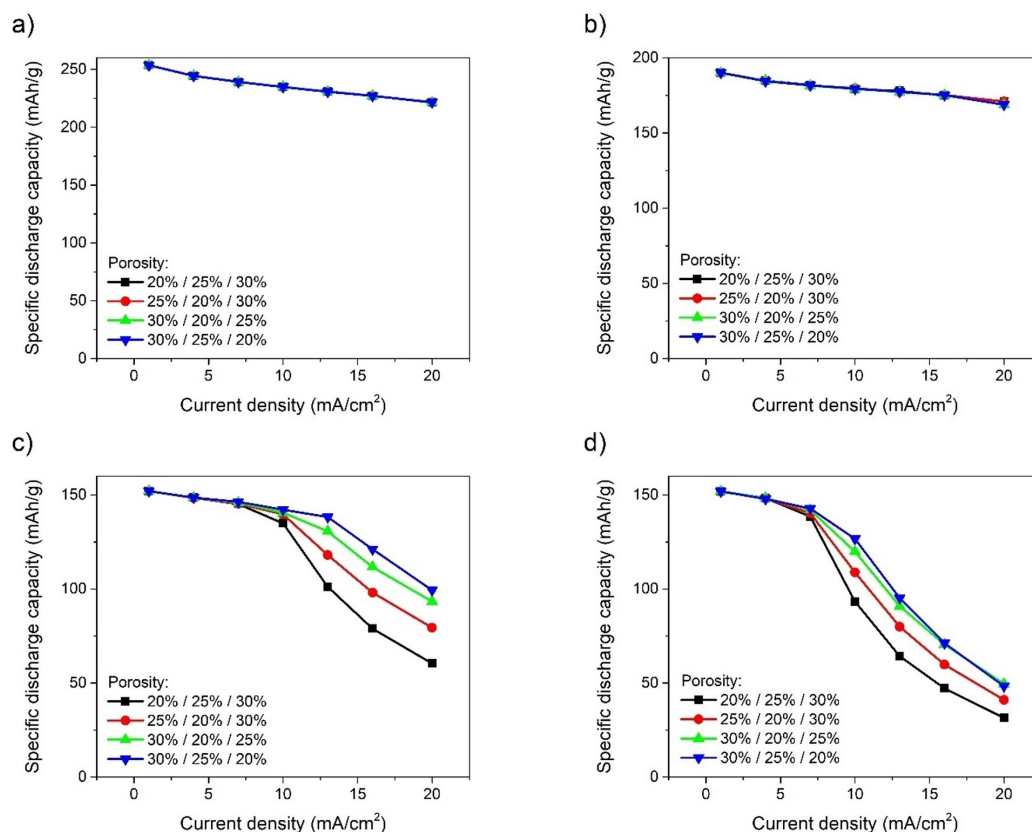 a)
Specific discharge capacity (mAh/g)
250
200
150
100
50
0
Porosity:
20% / 25% / 30%
25% / 20% / 30%
30% / 20% / 25%
30% / 25% / 20%
0 5 10 15 20
Current density (mA/cm²)
b)
Specific discharge capacity (mAh/g)
200
150
100
50
0
Porosity:
20% / 25% / 30%
25% / 20% / 30%
30% / 20% / 25%
30% / 25% / 20%
0 5 10 15 20
Current density (mA/cm²)
c)
Specific discharge capacity (mAh/g)
150
100
50
0
Porosity:
20% / 25% / 30%
25% / 20% / 30%
30% / 20% / 25%
30% / 25% / 20%
0 5 10 15 20
Current density (mA/cm²)
d)
Specific discharge capacity (mAh/g)
150
100
50
0
Porosity:
20% / 25% / 30%
25% / 20% / 30%
30% / 20% / 25%
30% / 25% / 20%
0 5 10 15 20
Current density (mA/cm²)